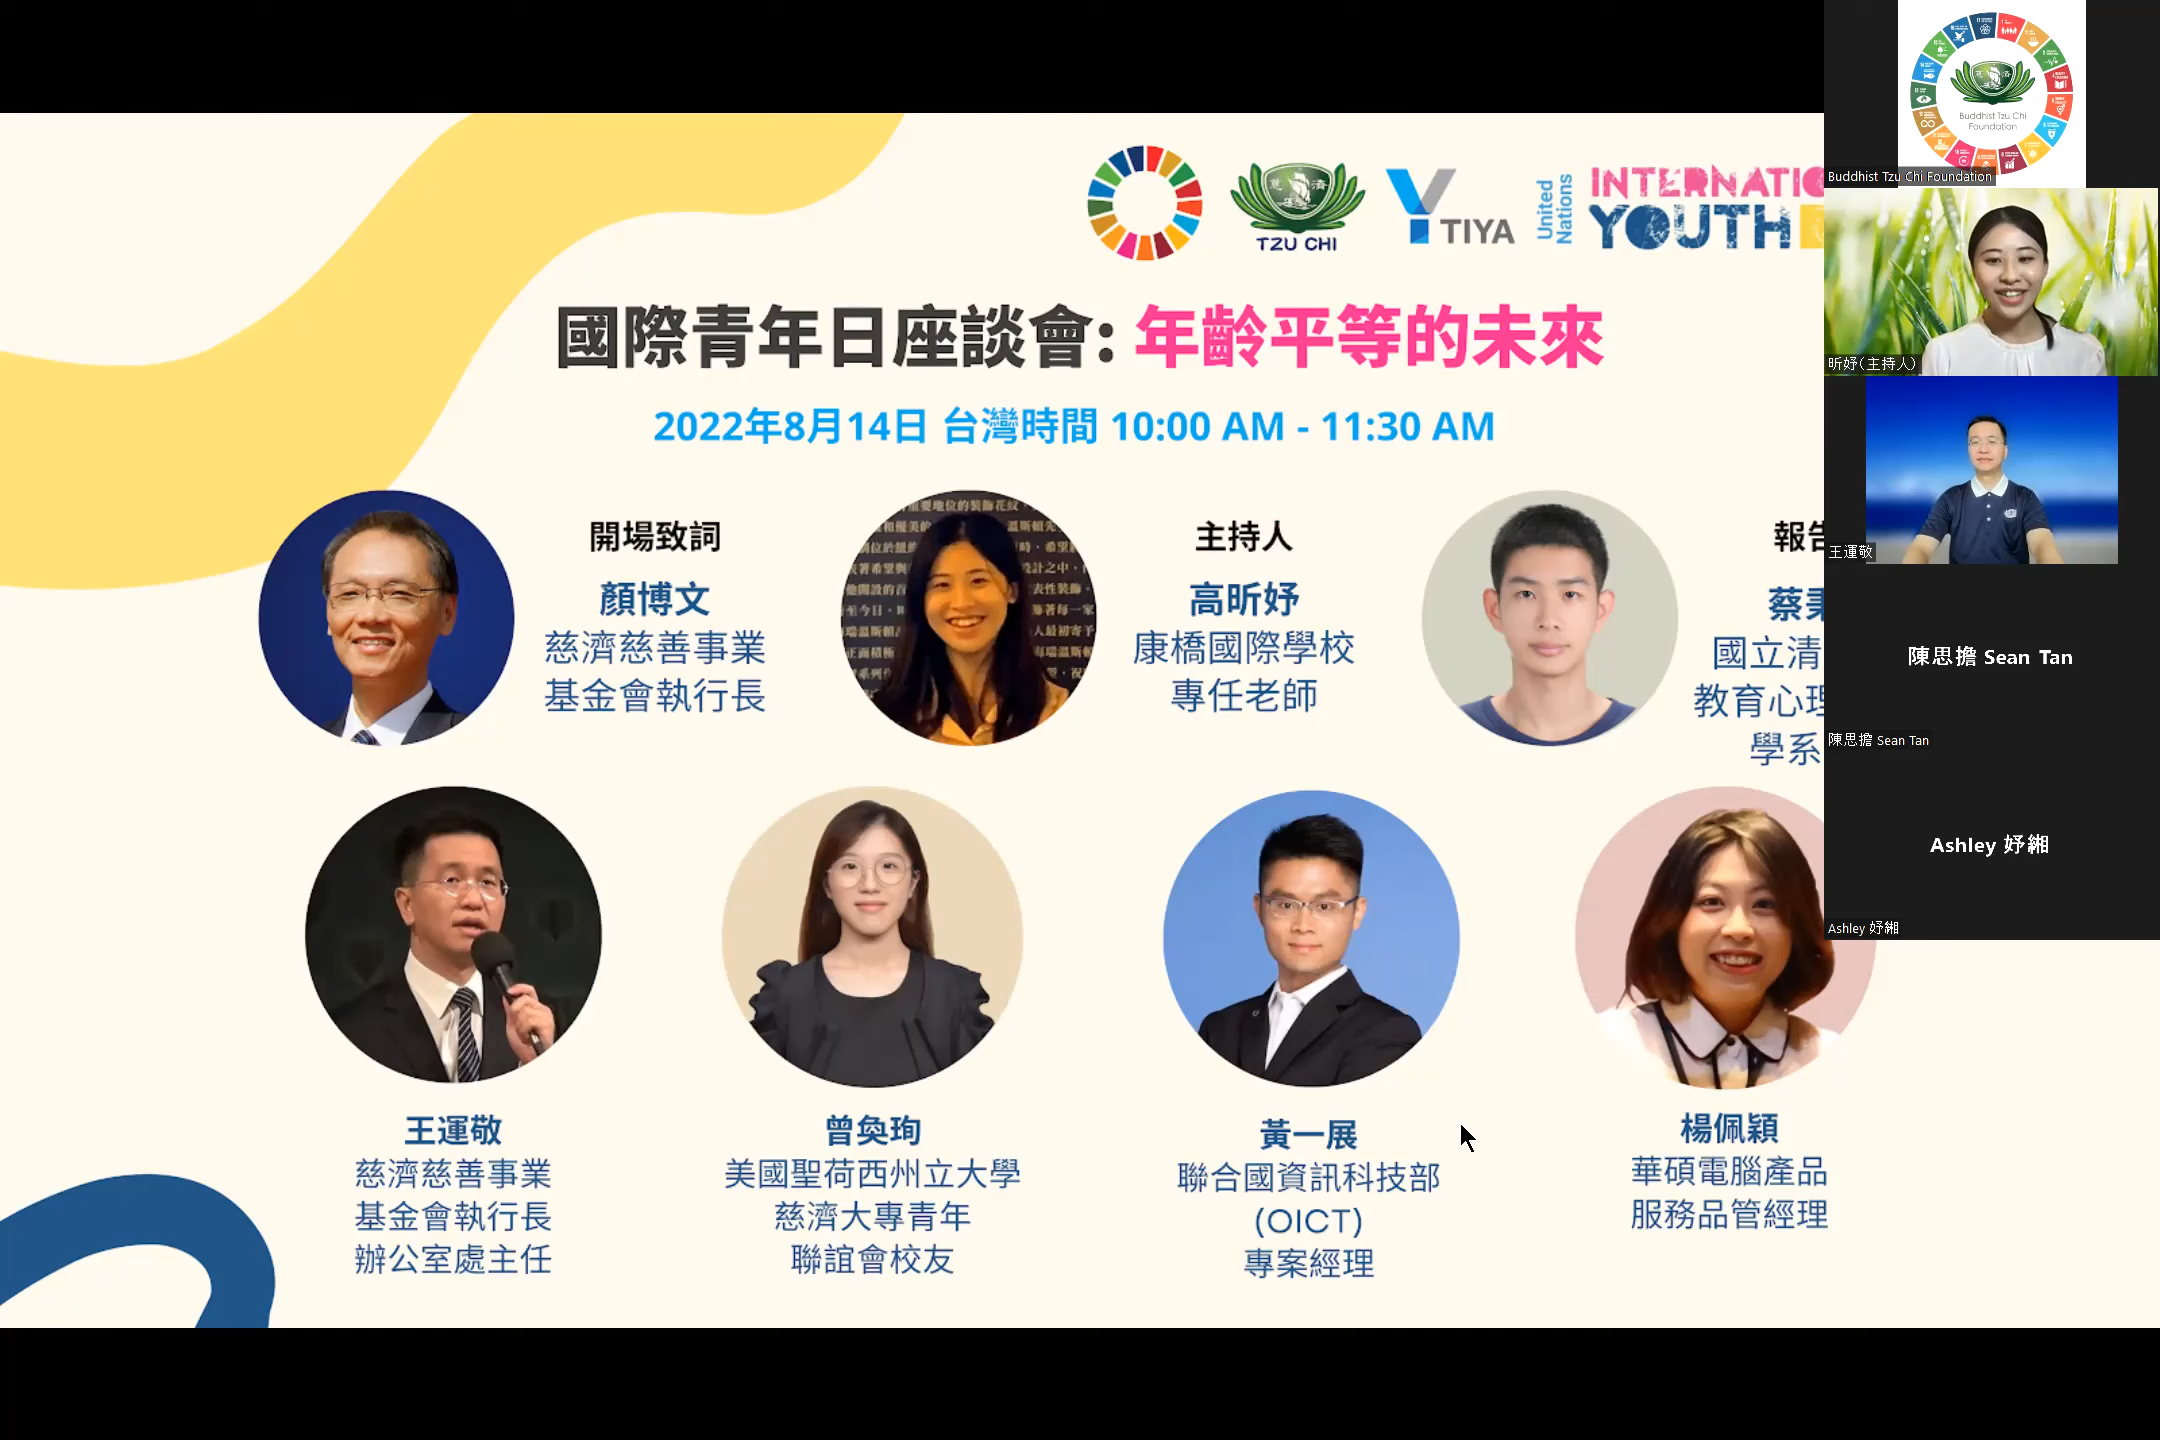 TZU CHI
TIYA
United
Nations
INTERNATIO
YOUTH
國際青年日座談會: 年齡平等的未來
2022年8月14日 台灣時間 10:00 AM - 11:30 AM
開場致詞
顏博文
慈濟慈善事業
基金會執行長
主持人
高昕妤
康橋國際學校
專任老師
報告
蔡秉
國立清
教育心理
學系
王運敬
慈濟慈善事業
基金會執行長
辦公室處主任
曾奐珣
美國聖荷西州立大學
慈濟大專青年
聯誼會校友
黃一展
聯合國資訊科技部
(OICT)
專案經理
楊佩穎
華碩電腦產品
服務品管經理
Buddhist Tzu Chi
Foundation
Buddhist Tzu Chi Foundation
昕妤(主持人)
王運敬
陳思擔 Sean Tan
陳思擔 Sean Tan
Ashley 妤緗
Ashley 妤緗